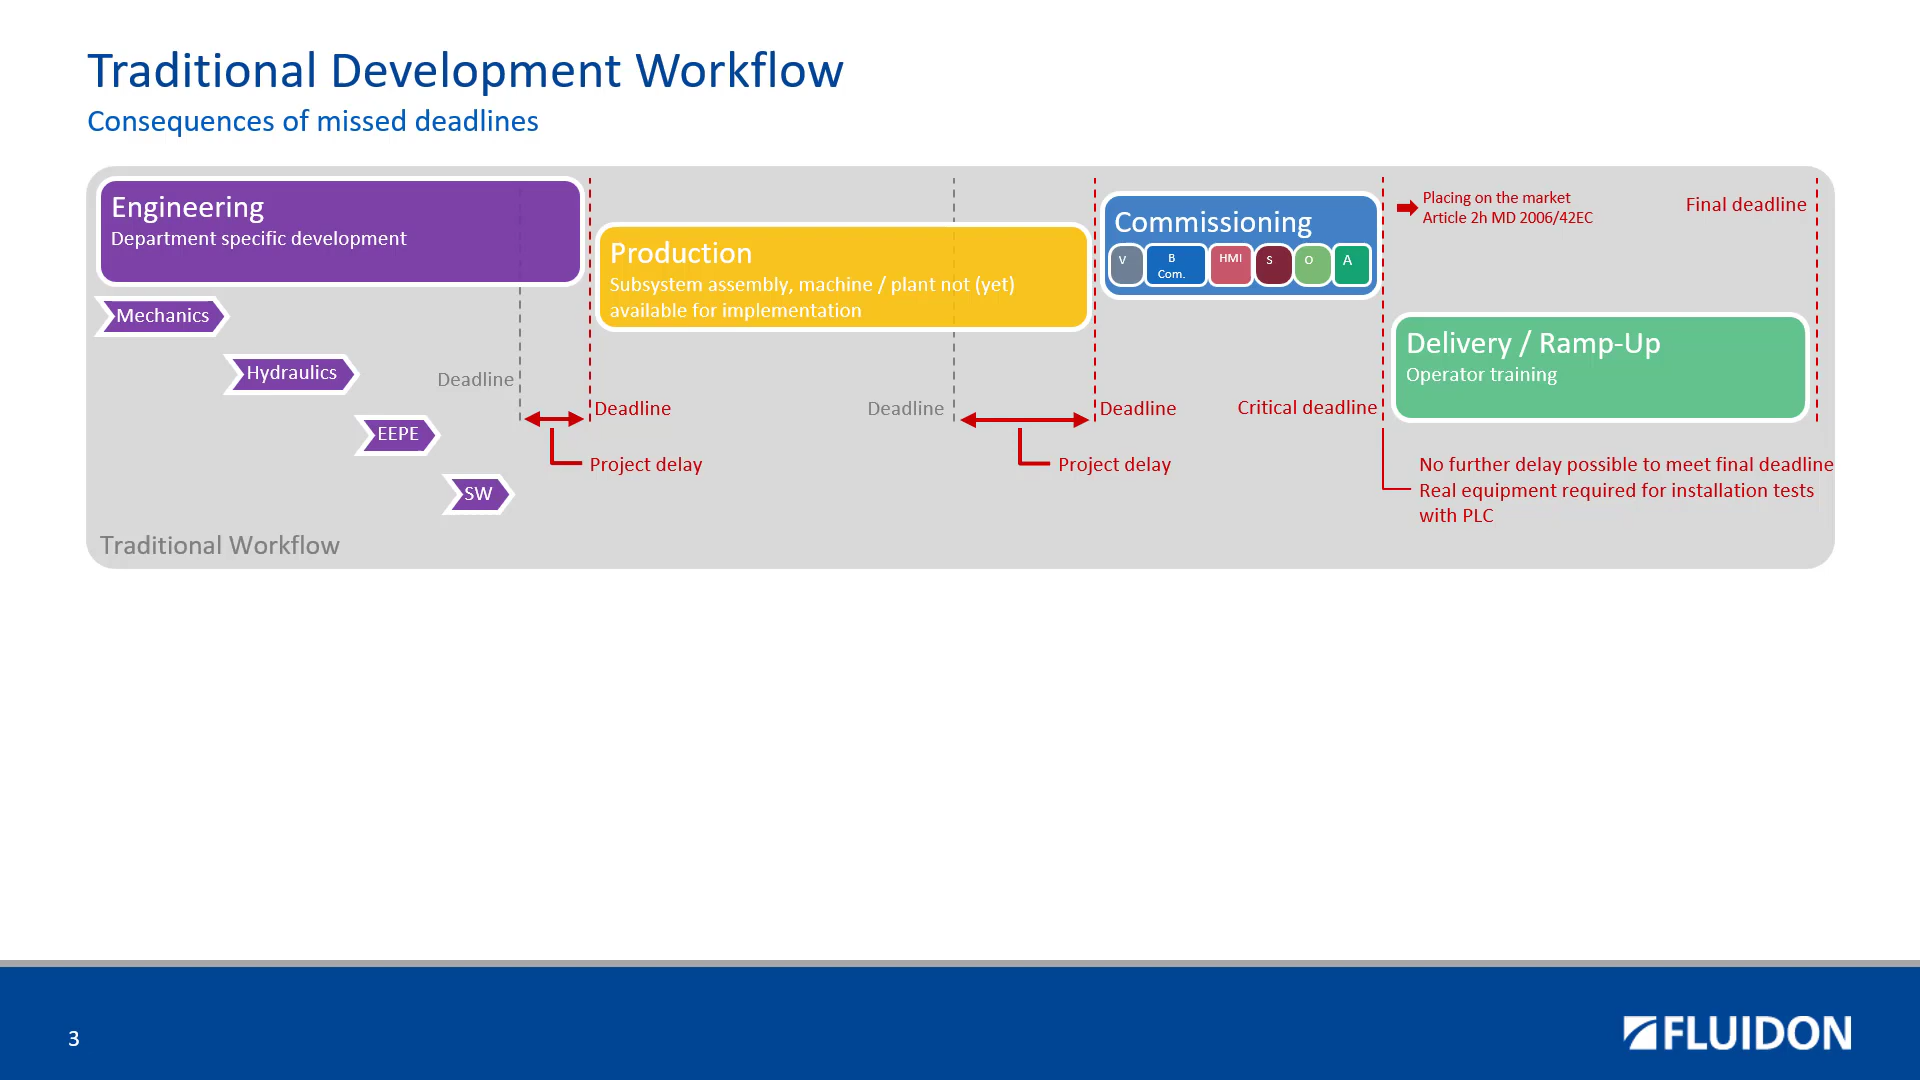 Traditional Development Workflow
Consequences of missed deadlines
Engineering
Department specific development
Production
Subsystem assembly, machine / plant not (yet)
available for implementation
Commissioning
V
B
Com.
HMI
S
O
A
Placing on the market
Article 2h MD 2006/42EC
Final deadline
Delivery / Ramp-Up
Operator training
Mechanics
Hydraulics
EEPE
SW
Deadline
Deadline
Project delay
Deadline
Deadline
Project delay
Critical deadline
No further delay possible to meet final deadline
Real equipment required for installation tests
with PLC
Traditional Workflow
3
FLUIDON